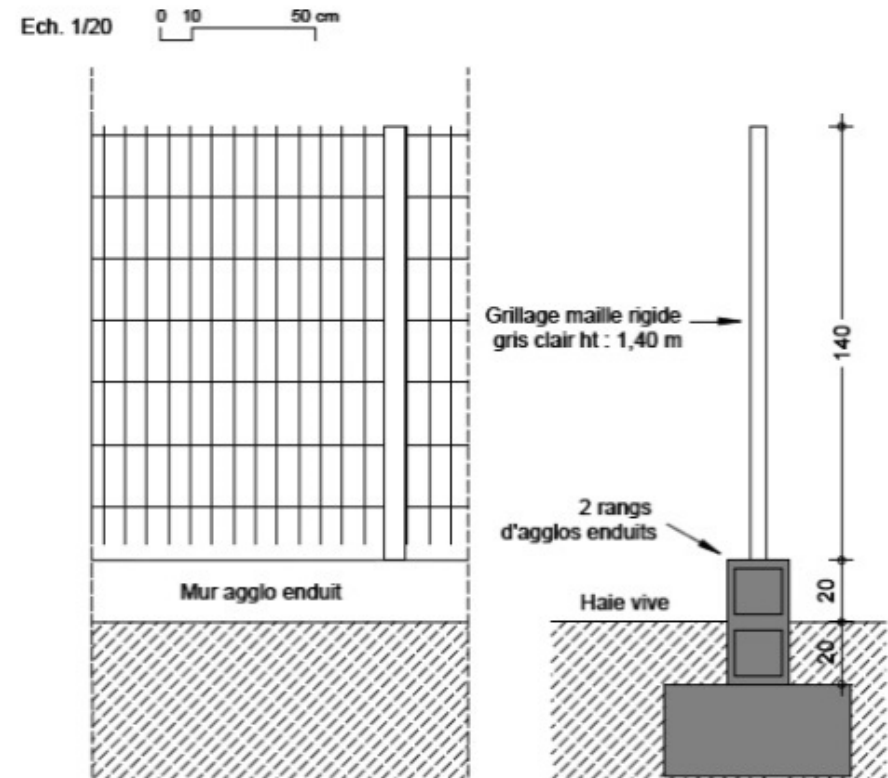 Ech. 1/20
0 10 50 cm
Grillage maille rigide
gris clair ht : 1,40 m
140
2 rangs
d'agglos enduits
Mur agglo enduit
Haie vive
20
20